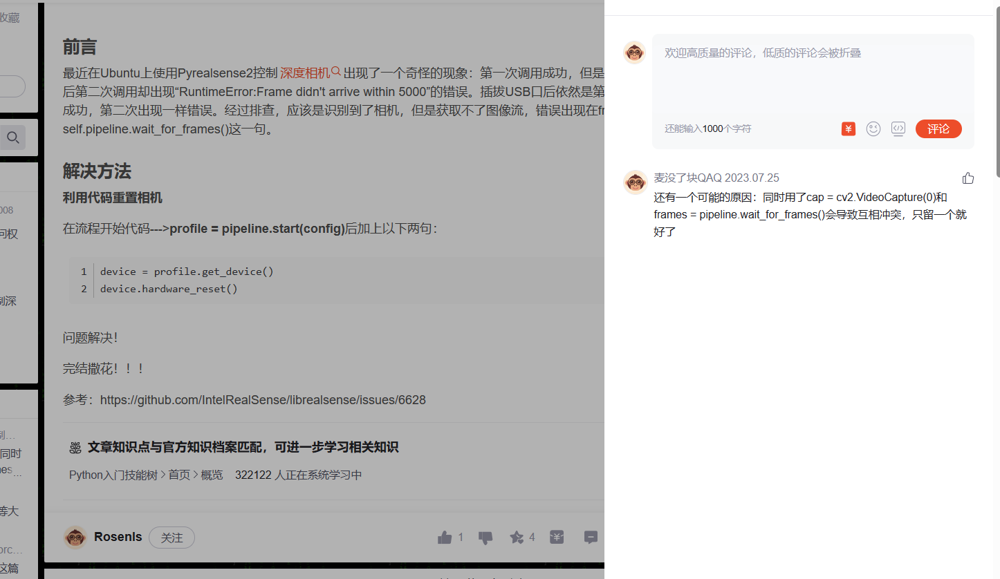 收藏
008
问权
制深
制...
同时
nes...
等大
orc...
这篇
前言
最近在Ubuntu上使用Pyrealsense2控制 深度相机 出现了一个奇怪的现象：第一次调用成功，但是
后第二次调用却出现“RuntimeError:Frame didn't arrive within 5000”的错误。插拔USB口后依然是第
成功，第二次出现一样错误。经过排查，应该是识别到了相机，但是获取不了图像流，错误出现在fr
self.pipeline.wait_for_frames()这一句。
解决方法
利用代码重置相机
在流程开始代码--->profile = pipeline.start(config)后加上以下两句：
1 device = profile.get_device()
2 device.hardware_reset()
问题解决！
完结撒花！！！
参考：https://github.com/IntelRealSense/librealsense/issues/6628
文章知识点与官方知识档案匹配，可进一步学习相关知识
Python入门技能树 > 首页 > 概览 322122 人正在系统学习中
Rosenls 关注 1 4
欢迎高质量的评论，低质的评论会被折叠
还能输入1000个字符 ¥ 评论
麦没了块QAQ 2023.07.25
还有一个可能的原因：同时用了cap = cv2.VideoCapture(0)和
frames = pipeline.wait_for_frames()会导致互相冲突，只留一个就
好了